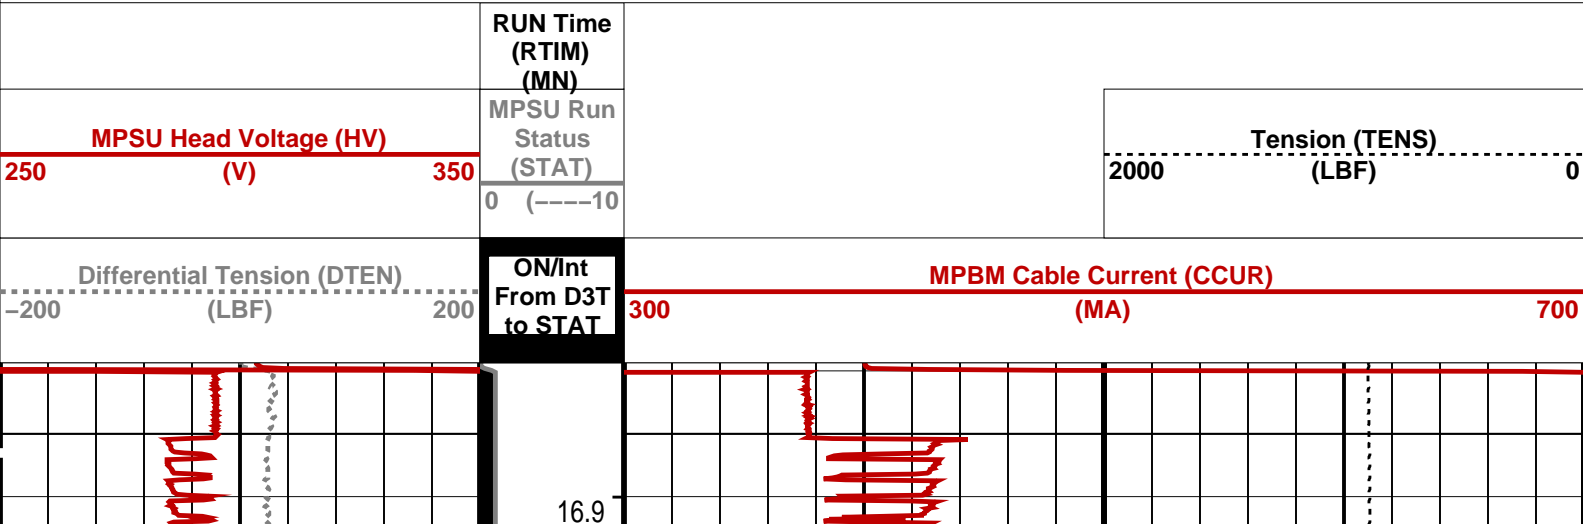 RUN Time
(RTIM)
(MN)
MPSU Head Voltage (HV)
250 (V) 350
MPSU Run
Status
(STAT)
0 (−−−−10
Tension (TENS)
2000 (LBF) 0
Differential Tension (DTEN)
−200 (LBF) 200
ON/Int
From D3T
to STAT
MPBM Cable Current (CCUR)
300 (MA) 700
16.9